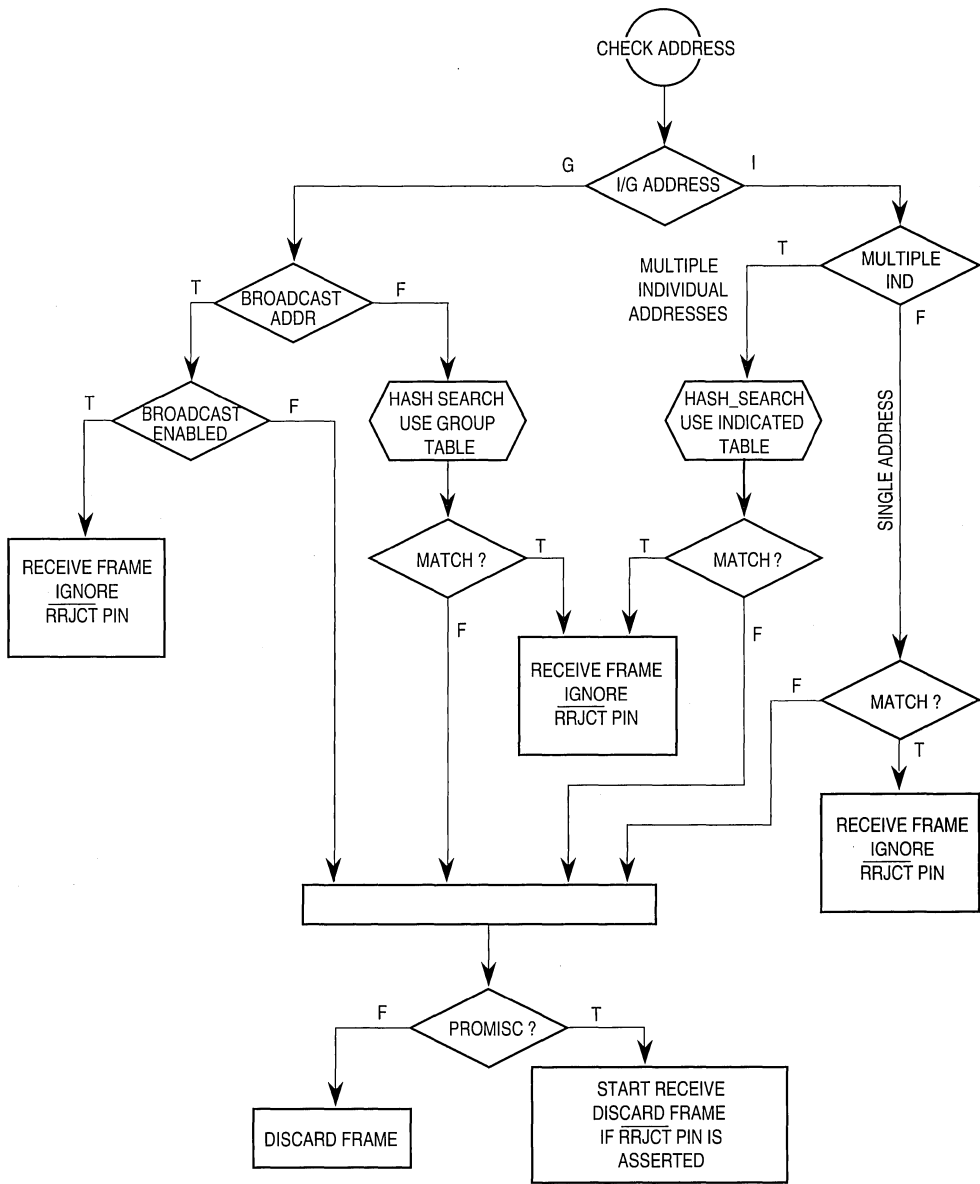 CHECK ADDRESS
G
I
I/G ADDRESS
T
MULTIPLE
IND
MULTIPLE
INDIVIDUAL
ADDRESSES
F
T
BROADCAST
ADDR
F
T
BROADCAST
ENABLED
F
HASH SEARCH
USE GROUP
TABLE
HASH_SEARCH
USE INDICATED
TABLE
SINGLE ADDRESS
RECEIVE FRAME
IGNORE
RRJCT PIN
MATCH ?
T
F
T
MATCH ?
F
RECEIVE FRAME
IGNORE
RRJCT PIN
F
MATCH ?
T
RECEIVE FRAME
IGNORE
RRJCT PIN
F
PROMISC ?
T
DISCARD FRAME
START RECEIVE
DISCARD FRAME
IF RRJCT PIN IS
ASSERTED